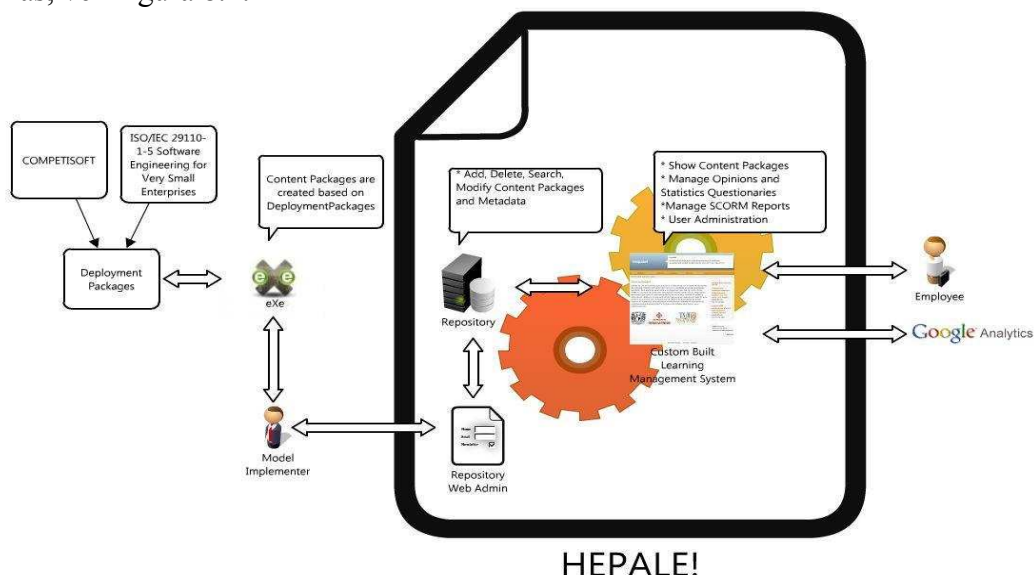 COMPETISOFT
ISO/IEC 29110-
1-5 Software
Engineering for
Very Small
Enterprises
Deployment
Packages
Content Packages are
created based on
DeploymentPackages
eXe
Model
Implementer
* Add, Delete, Search,
Modify Content Packages
and Metadata
Repository
Repository
Web Admin
* Show Content Packages
* Manage Opinions and
Statistics Questionaries
*Manage SCORM Reports
* User Administration
Custom Built
Learning
Management System
Employee
Google Analytics
HEPALE!